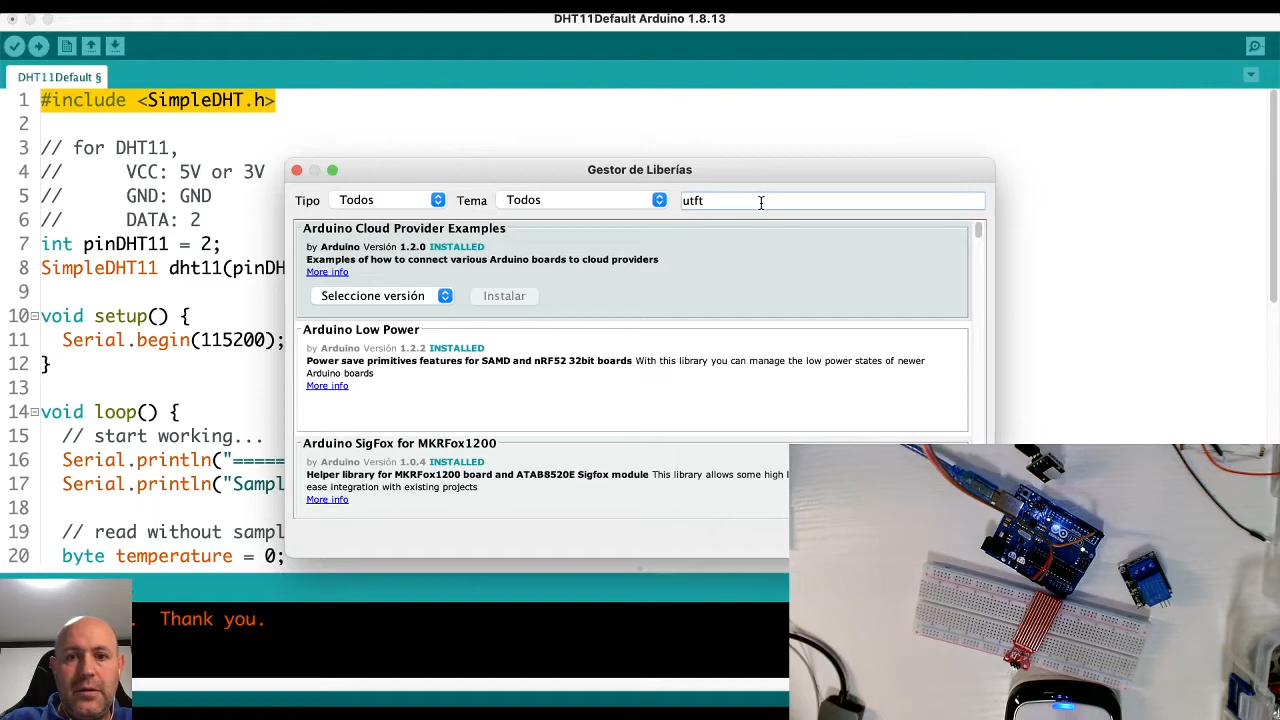 DHT11Default Arduino 1.8.13
DHT11Default §
1 #include <SimpleDHT.h>
2
3 // for DHT11,
4 //      VCC: 5V or 3V
5 //      GND: GND
6 //      DATA: 2
7 int pinDHT11 = 2;
8 SimpleDHT11 dht11(pinDH
9
10 void setup() {
11   Serial.begin(115200);
12 }
13
14 void loop() {
15   // start working...
16   Serial.println("=====
17   Serial.println("Sampl
18
19   // read without sampl
20   byte temperature = 0;
Gestor de Liberías
Tipo Todos Tema Todos utft
Arduino Cloud Provider Examples
by Arduino Versión 1.2.0 INSTALLED
Examples of how to connect various Arduino boards to cloud providers
More info
Seleccione versión Instalar
Arduino Low Power
by Arduino Versión 1.2.2 INSTALLED
Power save primitives features for SAMD and nRF52 32bit boards With this library you can manage the low power states of newer
Arduino boards
More info
Arduino SigFox for MKRFox1200
by Arduino Versión 1.0.4 INSTALLED
Helper library for MKRFox1200 board and ATAB8520E Sigfox module This library allows some high l
ease integration with existing projects
More info
. Thank you.